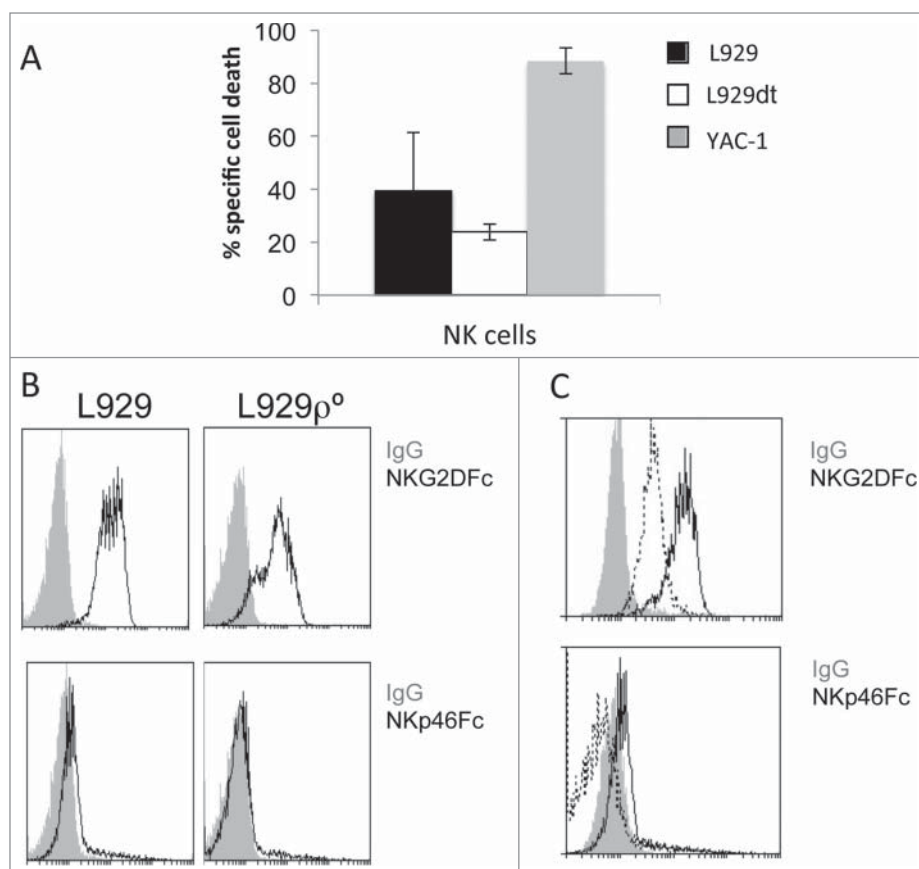 A
% specific cell death
100
80
60
40
20
0
NK cells
L929
L929dt
YAC-1
B
L929
L929ρº
IgG
NKG2DFc
IgG
NKp46Fc
C
IgG
NKG2DFc
IgG
NKp46Fc